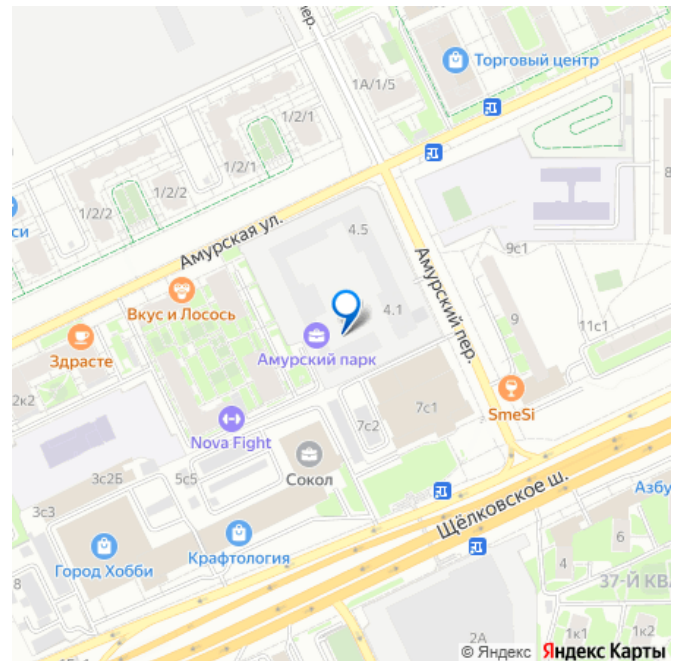 пер.
Торговый центр
1А/1/5
1/2/1
1/2/1
1/2/2
1/2/2
си
Амурская ул.
4.5
Амурский пер.
9с1
8
Вкус и Лосось
4.1
9
11с1
Здрасте
Амурский парк
2к2
SmeSi
7с1
7с2
Nova Fight
Сокол
3с2Б
5с5
3с3
Щёлковское ш.
Азбу
Крафтология
Город Хобби
8
6
4
37-Й КВА
1к1
1к2
2А
© Яндекс Яндекс Карты